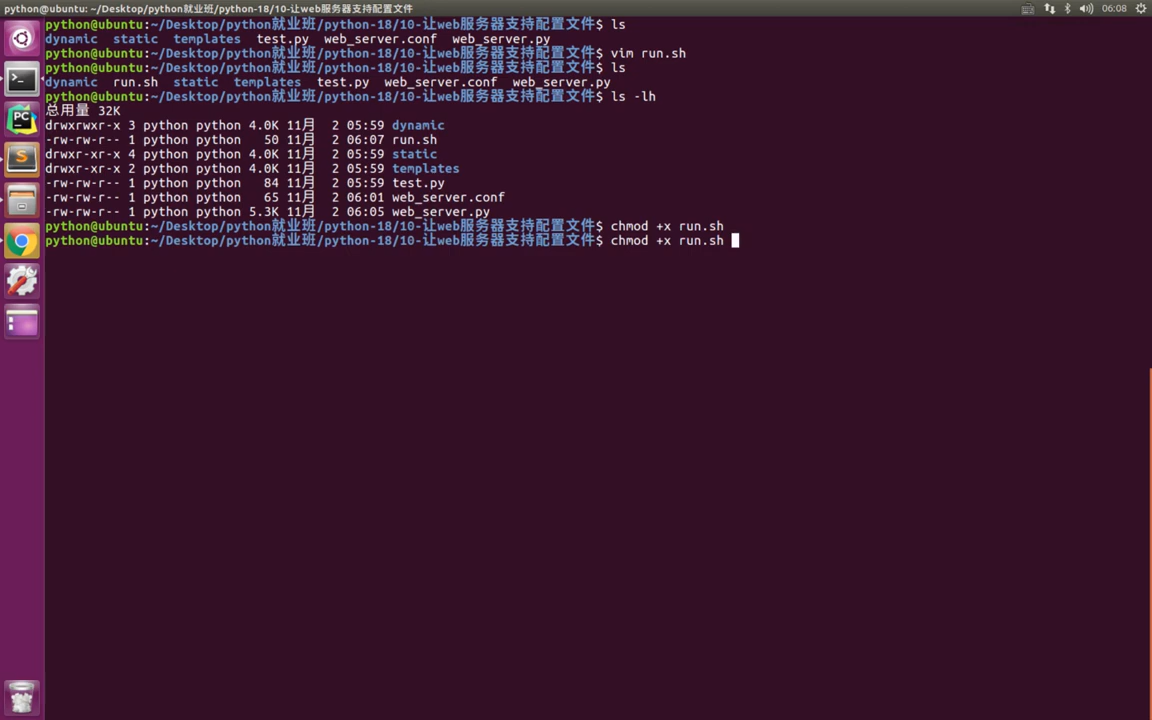 python@ubuntu: ~/Desktop/python就业班/python-18/10-让web服务器支持配置文件 06:08
python@ubuntu:~/Desktop/python就业班/python-18/10-让web服务器支持配置文件$ ls
dynamic static templates test.py web_server.conf web_server.py
python@ubuntu:~/Desktop/python就业班/python-18/10-让web服务器支持配置文件$ vim run.sh
python@ubuntu:~/Desktop/python就业班/python-18/10-让web服务器支持配置文件$ ls
dynamic run.sh static templates test.py web_server.conf web_server.py
python@ubuntu:~/Desktop/python就业班/python-18/10-让web服务器支持配置文件$ ls -lh
总用量 32K
drwxrwxr-x 3 python python 4.0K 11月 2 05:59 dynamic
-rw-rw-r-- 1 python python 50 11月 2 06:07 run.sh
drwxr-xr-x 4 python python 4.0K 11月 2 05:59 static
drwxr-xr-x 2 python python 4.0K 11月 2 05:59 templates
-rw-rw-r-- 1 python python 84 11月 2 05:59 test.py
-rw-rw-r-- 1 python python 65 11月 2 06:01 web_server.conf
-rw-rw-r-- 1 python python 5.3K 11月 2 06:05 web_server.py
python@ubuntu:~/Desktop/python就业班/python-18/10-让web服务器支持配置文件$ chmod +x run.sh
python@ubuntu:~/Desktop/python就业班/python-18/10-让web服务器支持配置文件$ chmod +x run.sh
PC
S